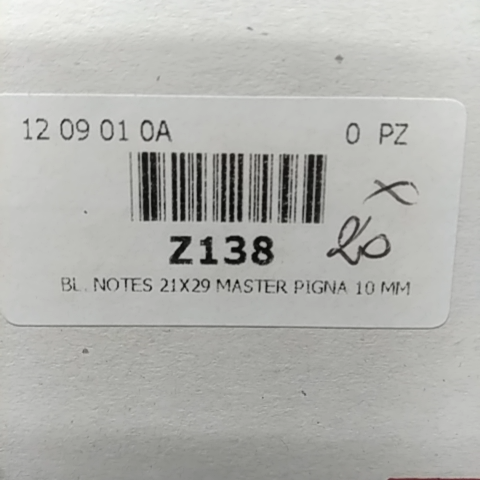 12 09 01 0A 0 PZ
X
Z138 20
BL. NOTES 21X29 MASTER PIGNA 10 MM